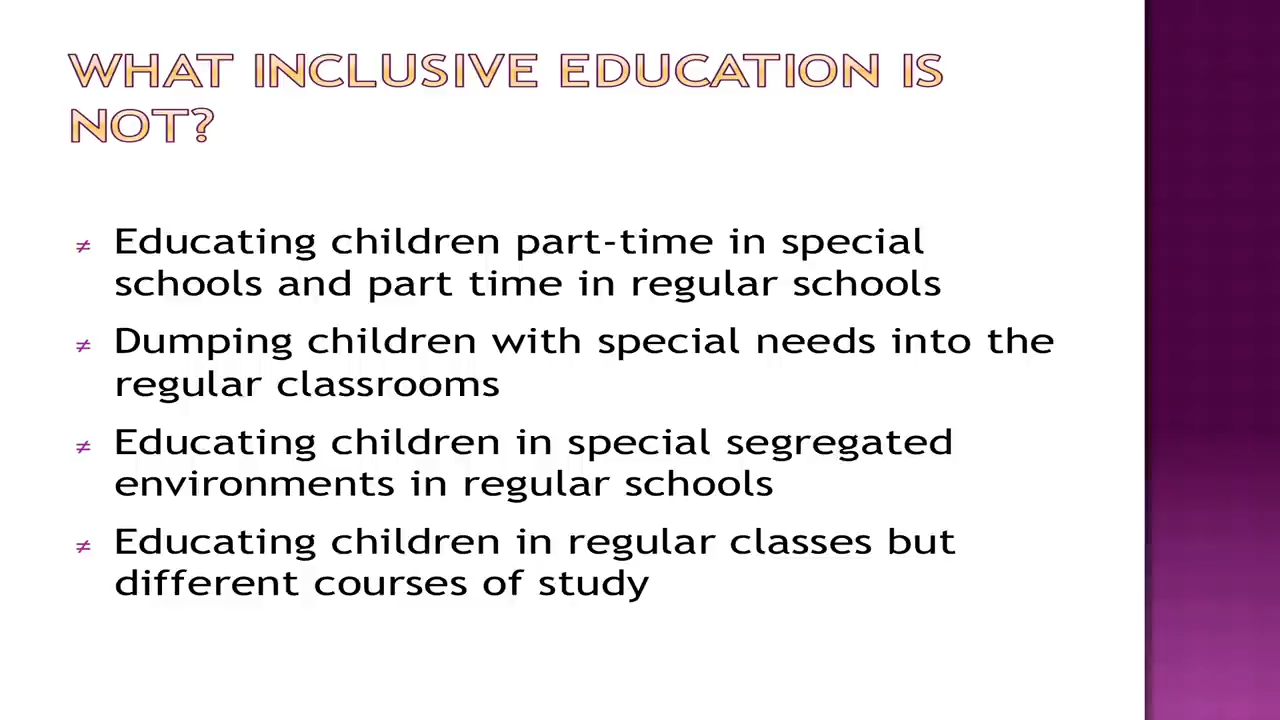 WHAT INCLUSIVE EDUCATION IS
NOT?
≠ Educating children part-time in special
schools and part time in regular schools
≠ Dumping children with special needs into the
regular classrooms
≠ Educating children in special segregated
environments in regular schools
≠ Educating children in regular classes but
different courses of study